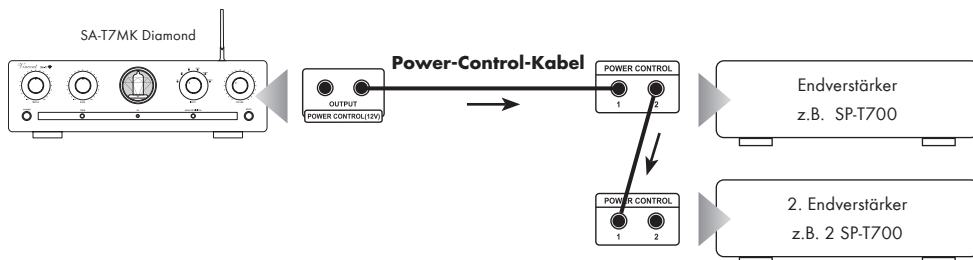 SA-T7MK Diamond
Vincent
Power-Control-Kabel
OUTPUT
POWER CONTROL(12V)
POWER CONTROL
1 2
Endverstärker
z.B. SP-T700
POWER CONTROL
1 2
2. Endverstärker
z.B. 2 SP-T700